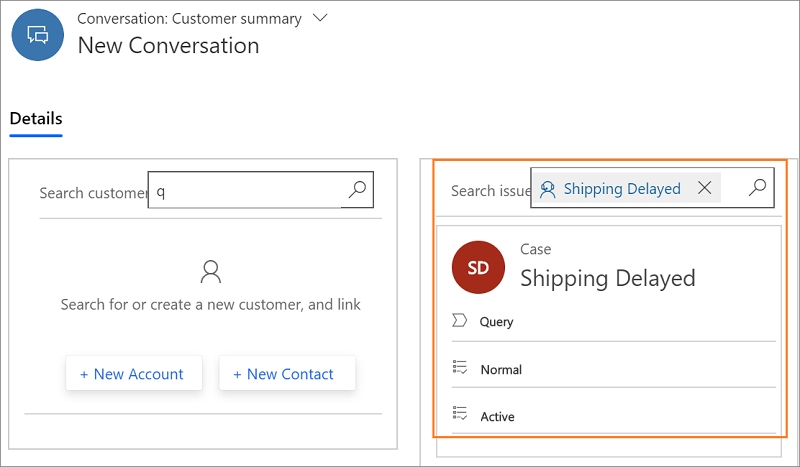 Conversation: Customer summary
New Conversation
Details
Search customer q
Search for or create a new customer, and link
+ New Account + New Contact
Search issue Shipping Delayed
SD
Case
Shipping Delayed
Query
Normal
Active